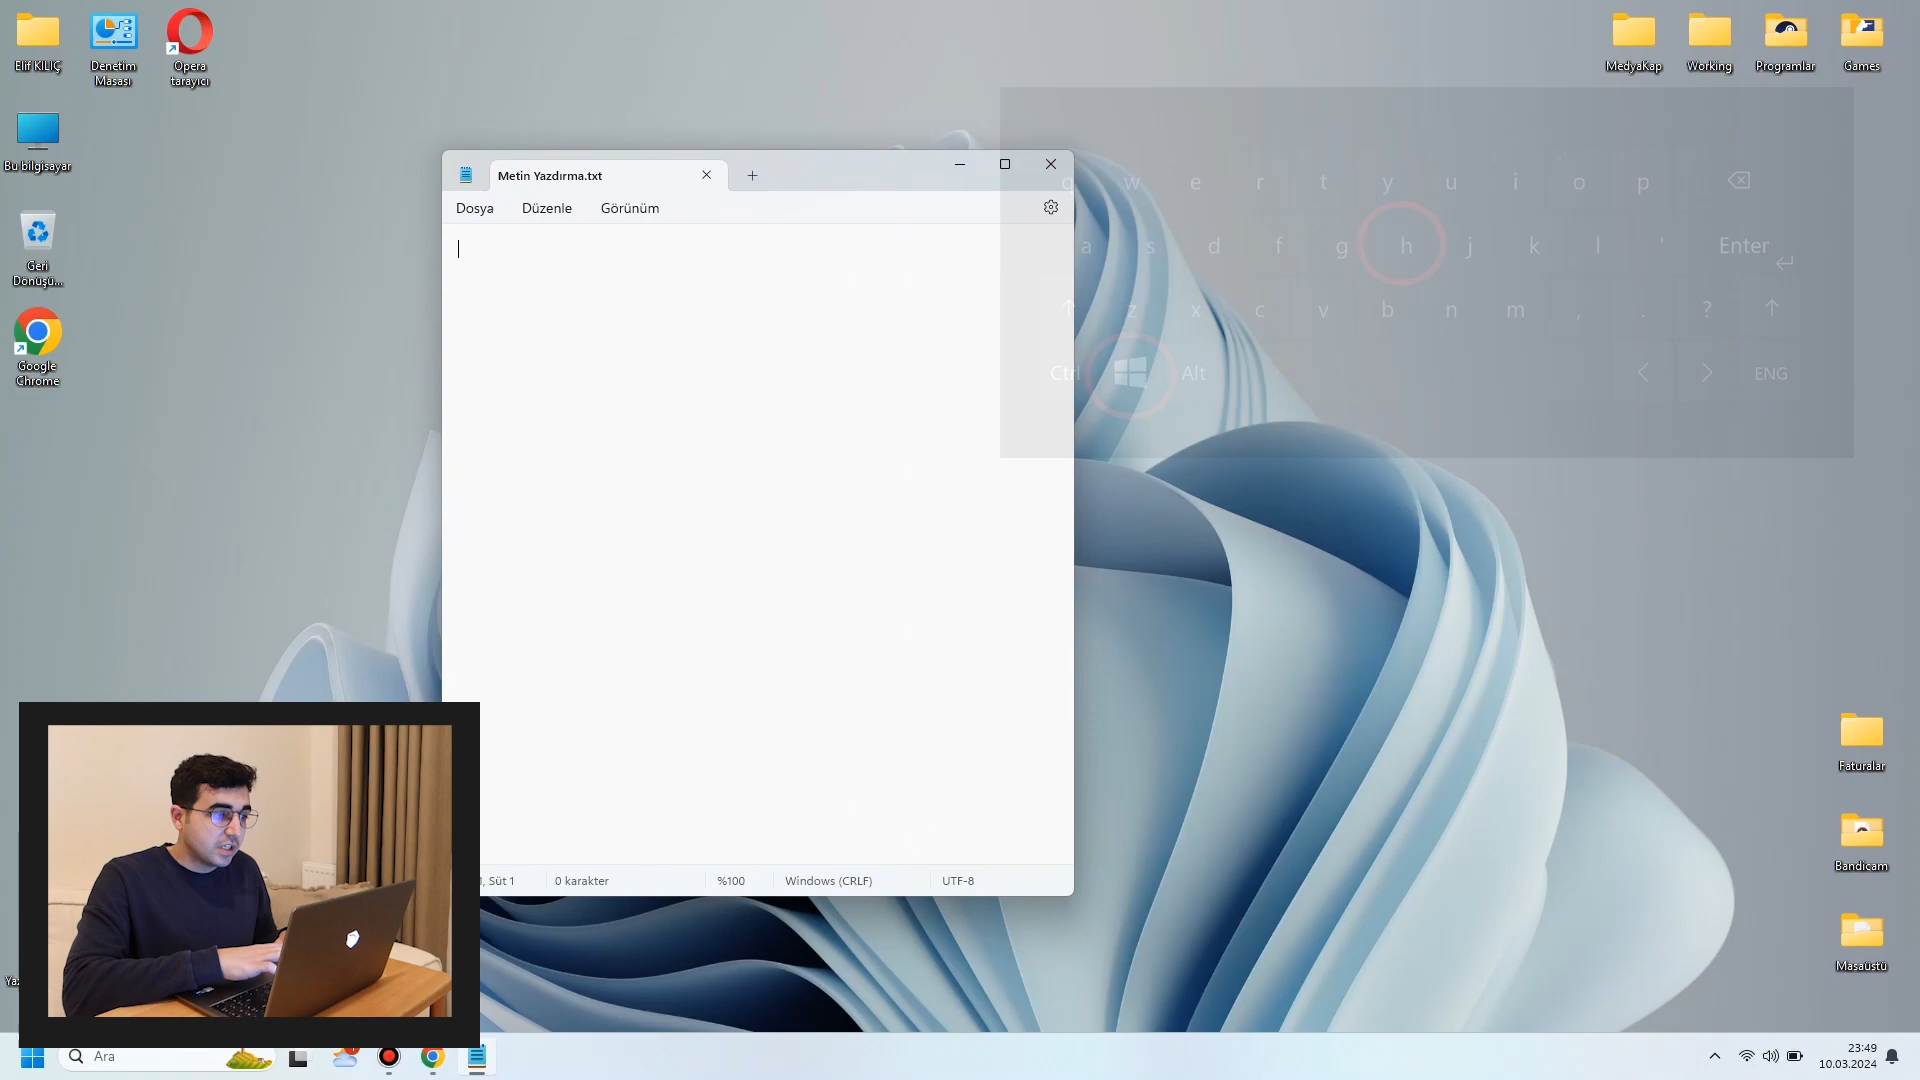 Elif KILIÇ
Denetim
Masası
Opera
tarayıcı
MedyaKap
Working
Programlar
Games
Bu bilgisayar
Geri
Dönüşü...
Google
Chrome
Metin Yazdırma.txt
Dosya
Düzenle
Görünüm
q w e r t y u i o p
a s d f g h j k l ' Enter
z x c v b n m , . ?
Ctrl Alt < > ENG
Faturalar
Bandicam
Masaüstü
Süt 1
0 karakter
%100
Windows (CRLF)
UTF-8
Ara
23:49
10.03.2024